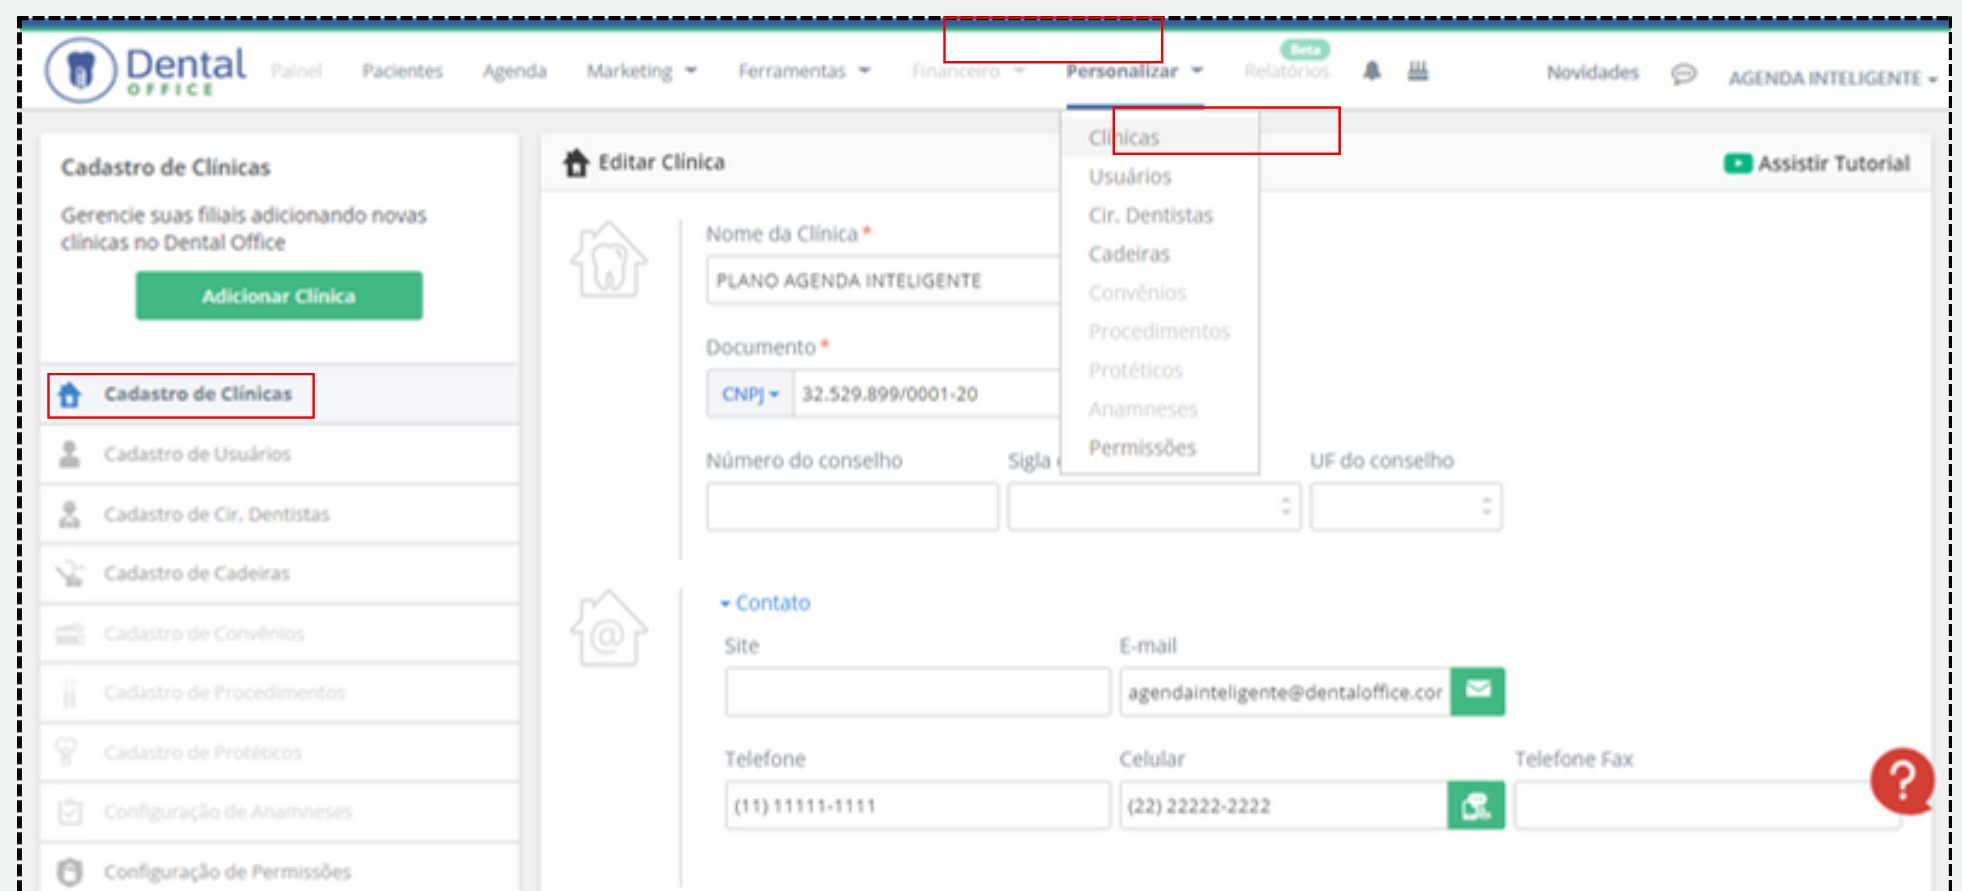 Dental
OFFICE
Painel
Pacientes
Agenda
Marketing
Ferramentas
Financeiro
Personalizar
Beta
Relatórios
Novidades
AGENDA INTELIGENTE
Cadastro de Clínicas
Gerencie suas filiais adicionando novas
clínicas no Dental Office
Adicionar Clínica
Cadastro de Clínicas
Cadastro de Usuários
Cadastro de Cir. Dentistas
Cadastro de Cadeiras
Cadastro de Convênios
Cadastro de Procedimentos
Cadastro de Protéticos
Configuração de Anamneses
Configuração de Permissões
Editar Clínica
Assistir Tutorial
Clínicas
Usuários
Cir. Dentistas
Cadeiras
Convênios
Procedimentos
Protéticos
Anamneses
Permissões
Nome da Clínica *
PLANO AGENDA INTELIGENTE
Documento *
CNPJ 32.529.899/0001-20
Número do conselho
Sigla
UF do conselho
Contato
Site
E-mail
agendainteligente@dentaloffice.cor
Telefone
Celular
Telefone Fax
(11) 11111-1111
(22) 22222-2222
?